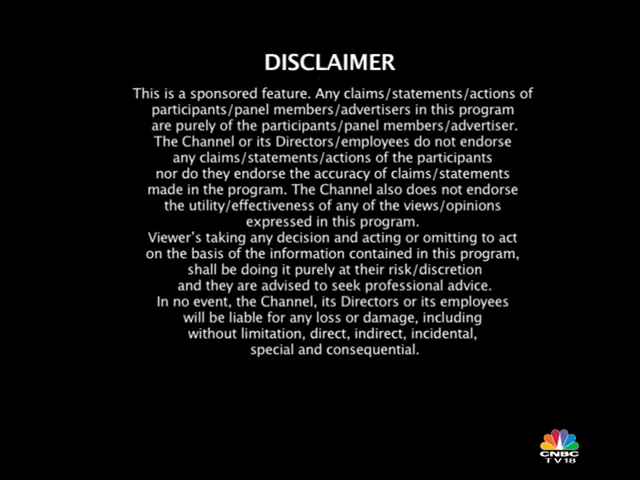 DISCLAIMER
This is a sponsored feature. Any claims/statements/actions of
participants/panel members/advertisers in this program
are purely of the participants/panel members/advertiser.
The Channel or its Directors/employees do not endorse
any claims/statements/actions of the participants
nor do they endorse the accuracy of claims/statements
made in the program. The Channel also does not endorse
the utility/effectiveness of any of the views/opinions
expressed in this program.
Viewer's taking any decision and acting or omitting to act
on the basis of the information contained in this program,
shall be doing it purely at their risk/discretion
and they are advised to seek professional advice.
In no event, the Channel, its Directors or its employees
will be liable for any loss or damage, including
without limitation, direct, indirect, incidental,
special and consequential.
CNBC
TV18